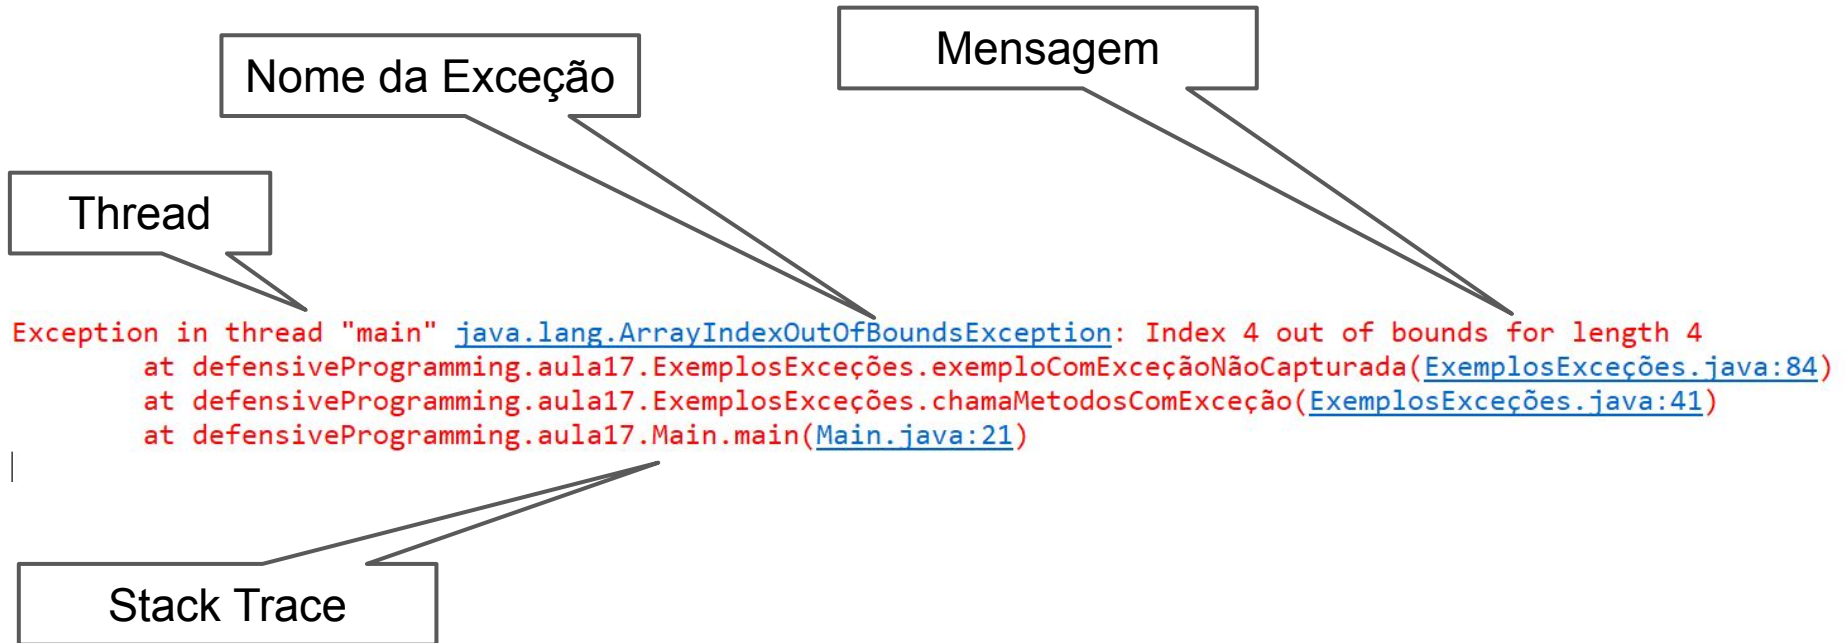 Mensagem
Nome da Exceção
Thread
Exception in thread "main" java.lang.ArrayIndexOutOfBoundsException: Index 4 out of bounds for length 4
at defensiveProgramming.aula17.ExemplosExceções.exemploComExceçãoNãoCapturada(ExemplosExceções.java:84)
at defensiveProgramming.aula17.ExemplosExceções.chamaMetodosComExceção(ExemplosExceções.java:41)
at defensiveProgramming.aula17.Main.main(Main.java:21)
Stack Trace